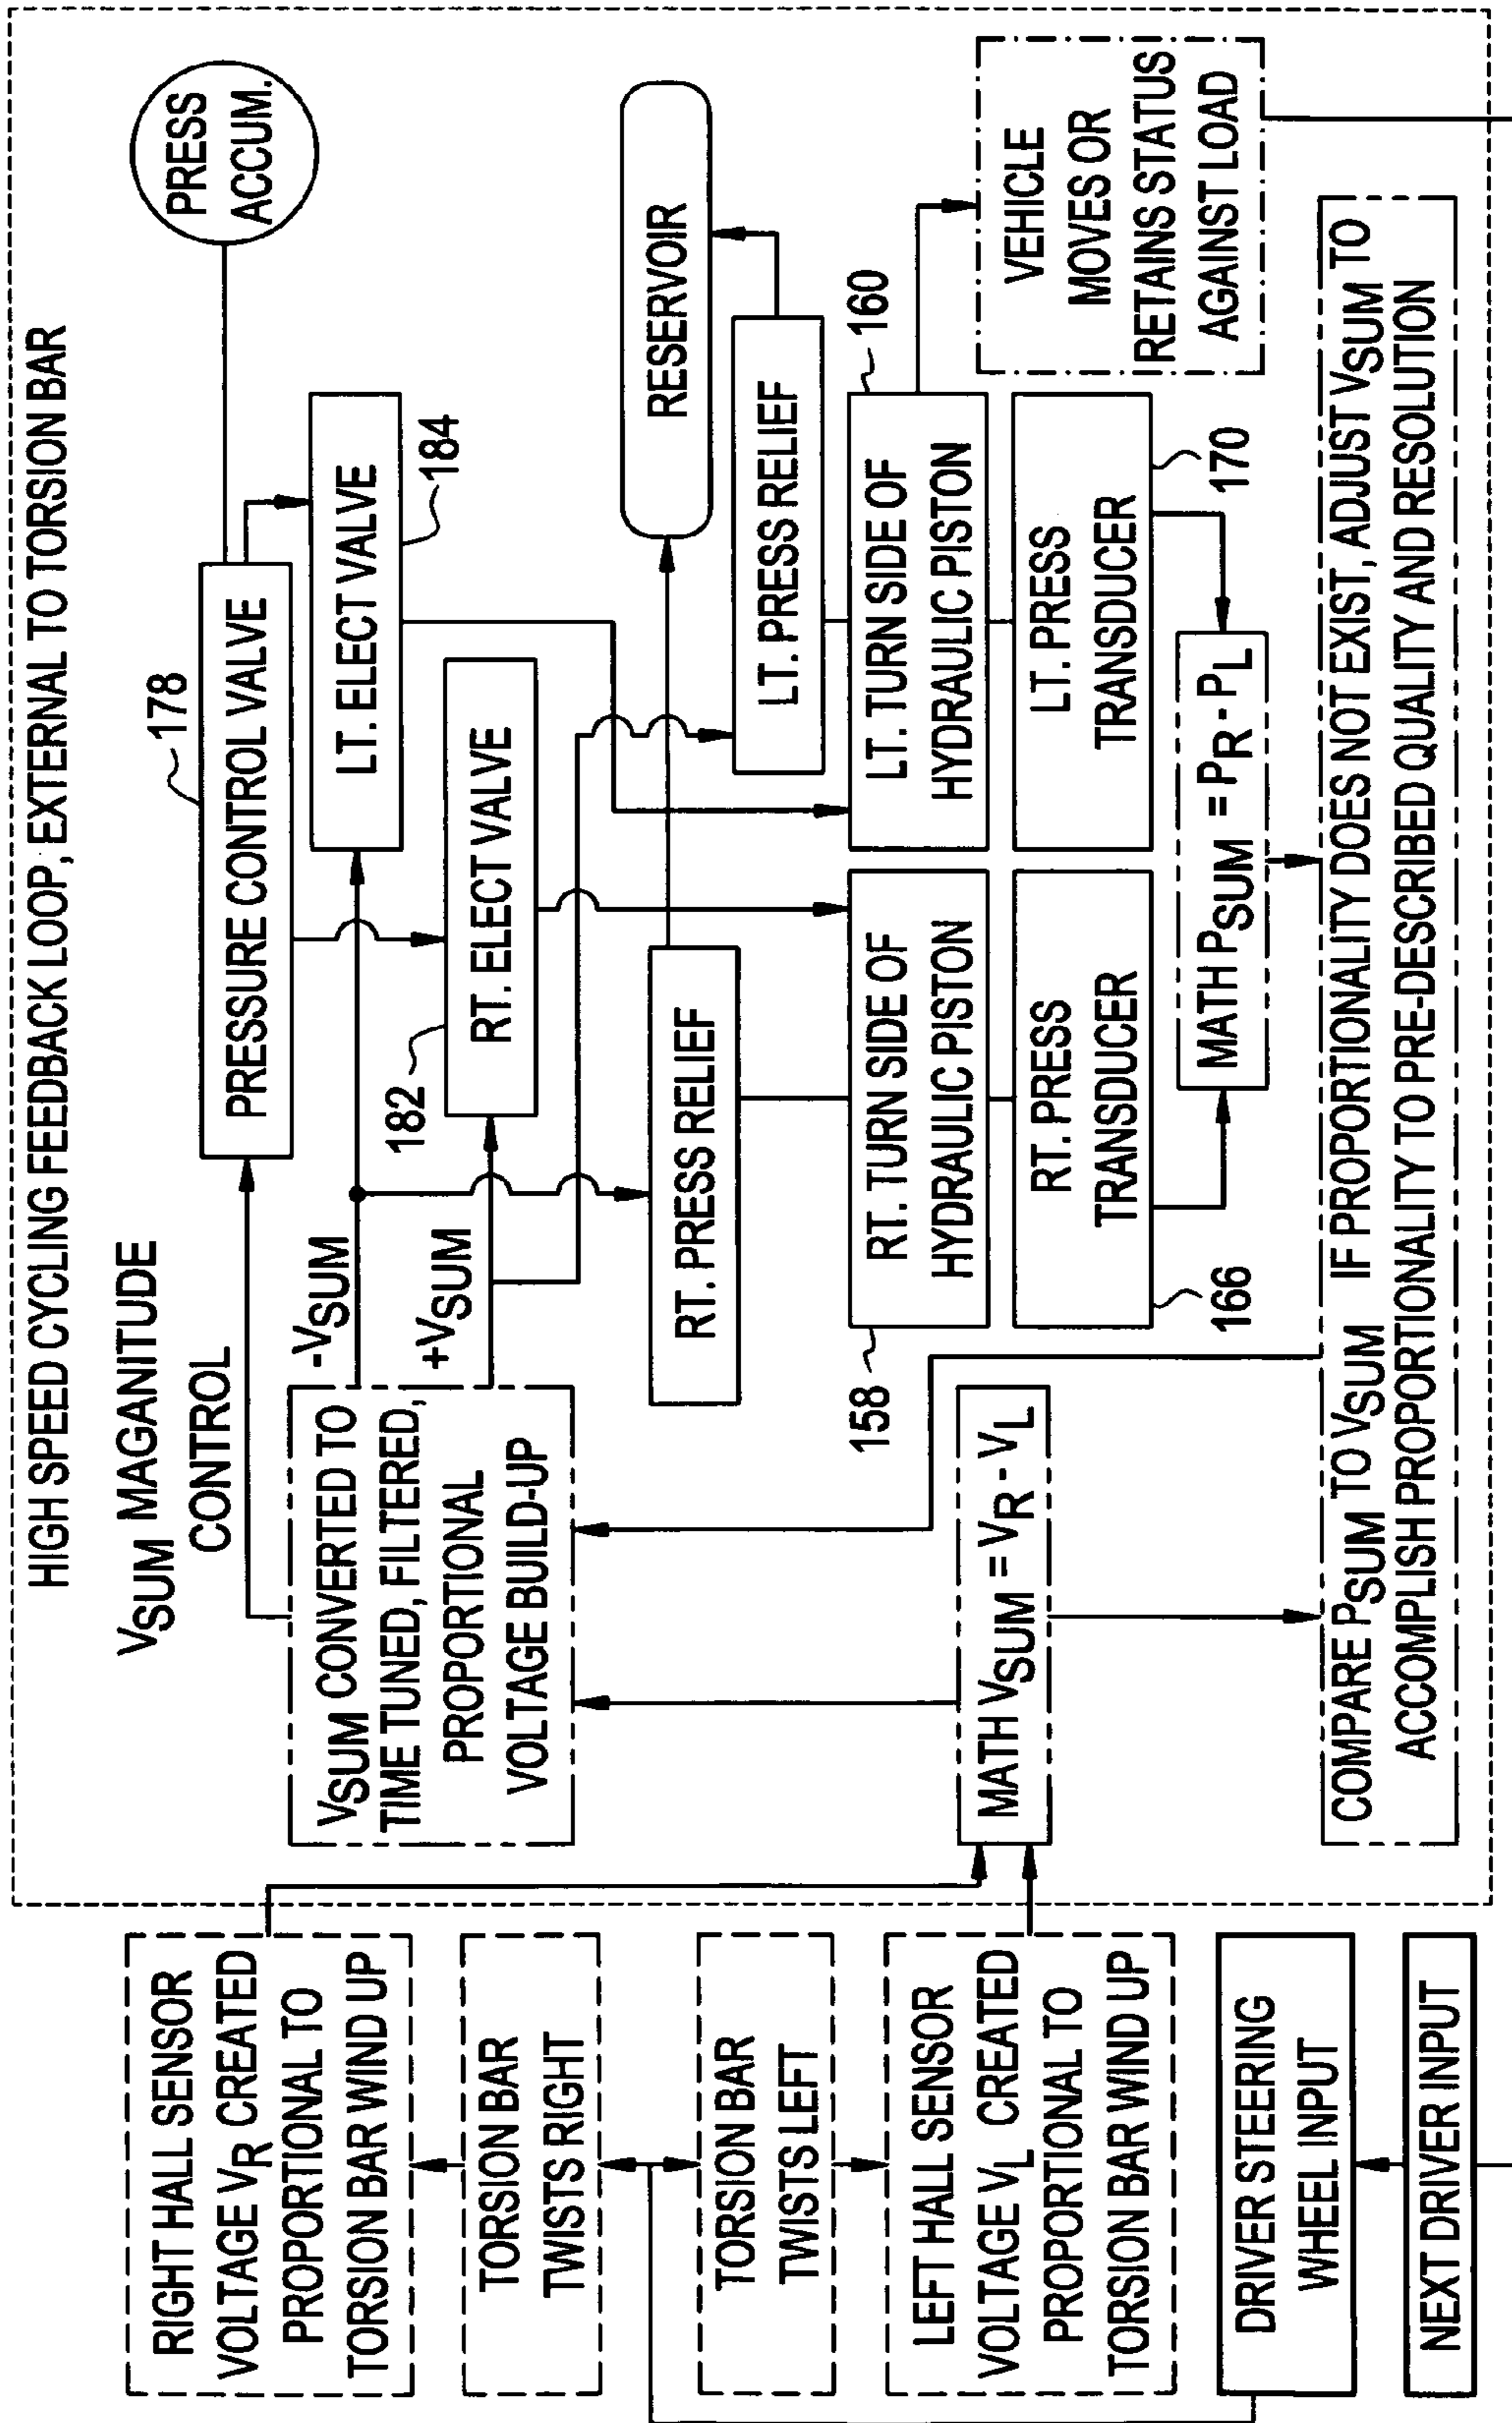 HIGH SPEED CYCLING FEEDBACK LOOP, EXTERNAL TO TORSION BAR
RIGHT HALL SENSOR
VOLTAGE VR CREATED
PROPORTIONAL TO
TORSION BAR WIND UP
TORSION BAR
TWISTS RIGHT
TORSION BAR
TWISTS LEFT
LEFT HALL SENSOR
VOLTAGE VL CREATED
PROPORTIONAL TO
TORSION BAR WIND UP
DRIVER STEERING
WHEEL INPUT
NEXT DRIVER INPUT
VSUM MAGANITUDE
CONTROL
VSUM CONVERTED TO
TIME TUNED, FILTERED,
PROPORTIONAL
VOLTAGE BUILD-UP
-VSUM
+VSUM
MATH VSUM = VR - VL
178
PRESSURE CONTROL VALVE
PRESS
ACCUM.
LT. ELECT VALVE
184
182
RT. ELECT VALVE
RESERVOIR
RT. PRESS RELIEF
LT. PRESS RELIEF
158
RT. TURN SIDE OF
HYDRAULIC PISTON
160
LT. TURN SIDE OF
HYDRAULIC PISTON
VEHICLE
MOVES OR
RETAINS STATUS
AGAINST LOAD
166
RT. PRESS
TRANSDUCER
LT. PRESS
TRANSDUCER
170
MATH PSUM = PR - PL
COMPARE PSUM TO VSUM IF PROPORTIONALITY DOES NOT EXIST, ADJUST VSUM TO
ACCOMPLISH PROPORTIONALITY TO PRE-DESCRIBED QUALITY AND RESOLUTION